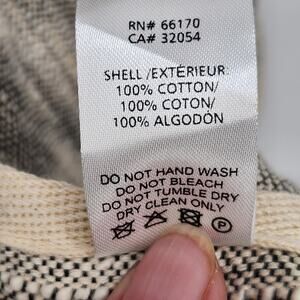 RN# 66170
CA# 32054
SHELL /EXTÉRIEUR:
100% COTTON/
100% COTON/
100% ALGODÓN
DO NOT HAND WASH
DO NOT BLEACH
DO NOT TUMBLE DRY
DRY CLEAN ONLY
P